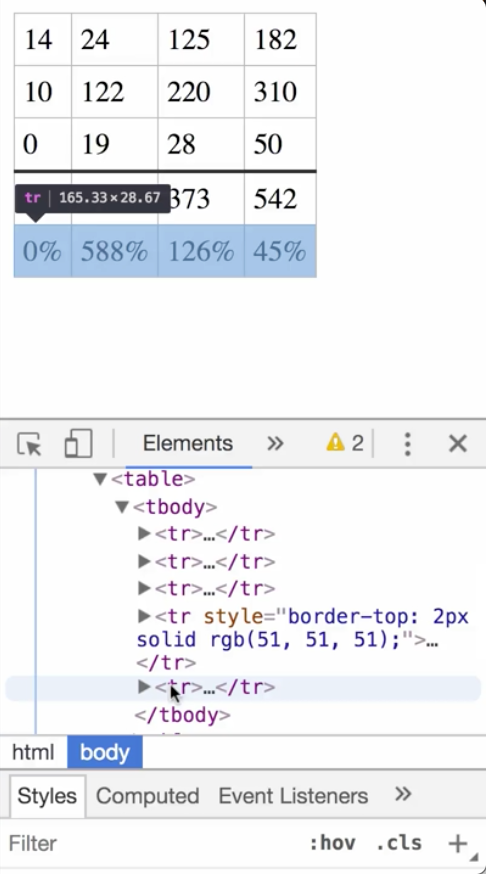 14 24 125 182
10 122 220 310
0 19 28 50
tr 165.33×28.67 373 542
0% 588% 126% 45%
Elements » 2
▼<table>
▼<tbody>
▶<tr>…</tr>
▶<tr>…</tr>
▶<tr>…</tr>
▶<tr style="border-top: 2px
solid rgb(51, 51, 51);">…
</tr>
▶<tr>…</tr>
</tbody>
html body
Styles Computed Event Listeners »
Filter :hov .cls +